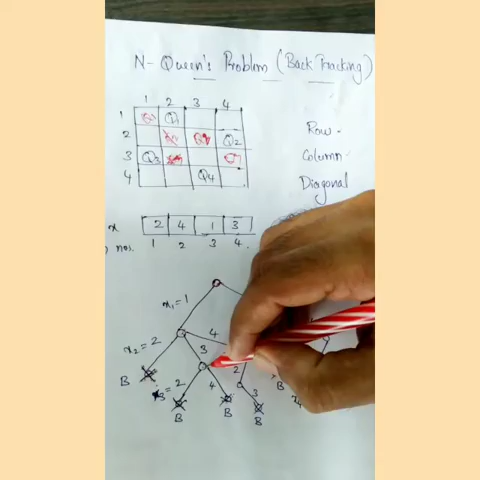 N- Queen's Problem (Back Tracking)
1 2 3 4
1 Q1
2 Q2 Row -
3 Q3 Column -
4 Q4 Diagonal
x 2 4 1 3
nos. 1 2 3 4
x₁=1
x₂=2 4
3
B =2 4 2 3 B
B B B